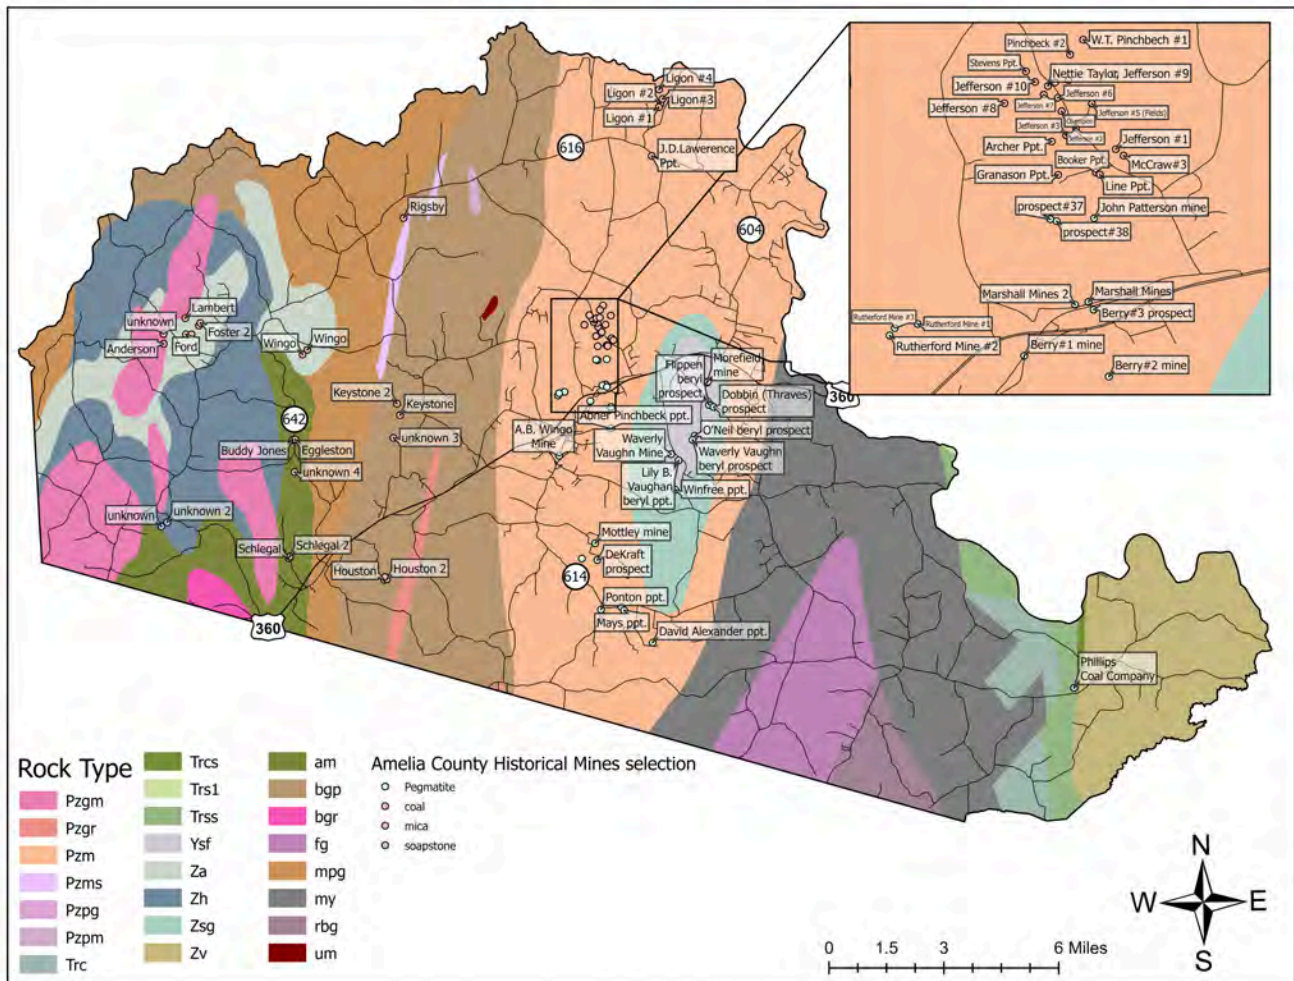 Pinchbeck #2
W.T. Pinchbech #1
Stevens Ppt.
Nettie Taylor, Jefferson #9
Jefferson #10
Jefferson #6
Jefferson #8
Jefferson #7
Jefferson #5 (Fields)
Jefferson #3
Champion
Jefferson #2
Jefferson #1
Archer Ppt.
Booker Ppt.
McCraw#3
Granason Ppt.
Line Ppt.
prospect#37
John Patterson mine
prospect#38
Marshall Mines 2
Marshall Mines
Berry#3 prospect
Rutherford Mine #3
Rutherford Mine #1
Rutherford Mine #2
Berry#1 mine
Berry#2 mine
Ligon #4
Ligon #2
Ligon#3
Ligon #1
616
J.D.Lawerence
Ppt.
604
Rigsby
Lambert
unknown
Foster 2
Anderson
Ford
Wingo
Wingo
Keystone 2
Keystone
642
unknown 3
Buddy Jones
Eggleston
unknown 4
unknown
unknown 2
Schlegal
Schlegal 2
Houston
Houston 2
360
Flippen
beryl
prospect
Morefield
mine
Dobbin (Thraves)
prospect
360
Abner Pinchbeck ppt.
A.B. Wingo
Mine
O'Neil beryl prospect
Waverly
Vaughn Mine
Waverly Vaughn
beryl prospect
Lily B.
Vaughan
beryl ppt.
Winfree ppt.
Mottley mine
DeKraft
prospect
614
Ponton ppt.
Mays ppt.
David Alexander ppt.
Phillips
Coal Company
Rock Type
Pzgm
Pzgr
Pzm
Pzms
Pzpg
Pzpm
Trc
Trcs
Trs1
Trss
Ysf
Za
Zh
Zsg
Zv
am
bgp
bgr
fg
mpg
my
rbg
um
Amelia County Historical Mines selection
Pegmatite
coal
mica
soapstone
N
W E
S
0 1.5 3 6 Miles